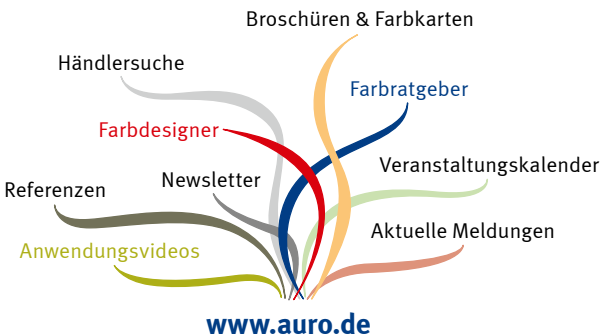 Broschüren & Farbkarten
Händlersuche
Farbratgeber
Farbdesigner
Veranstaltungskalender
Newsletter
Referenzen
Aktuelle Meldungen
Anwendungsvideos
www.auro.de